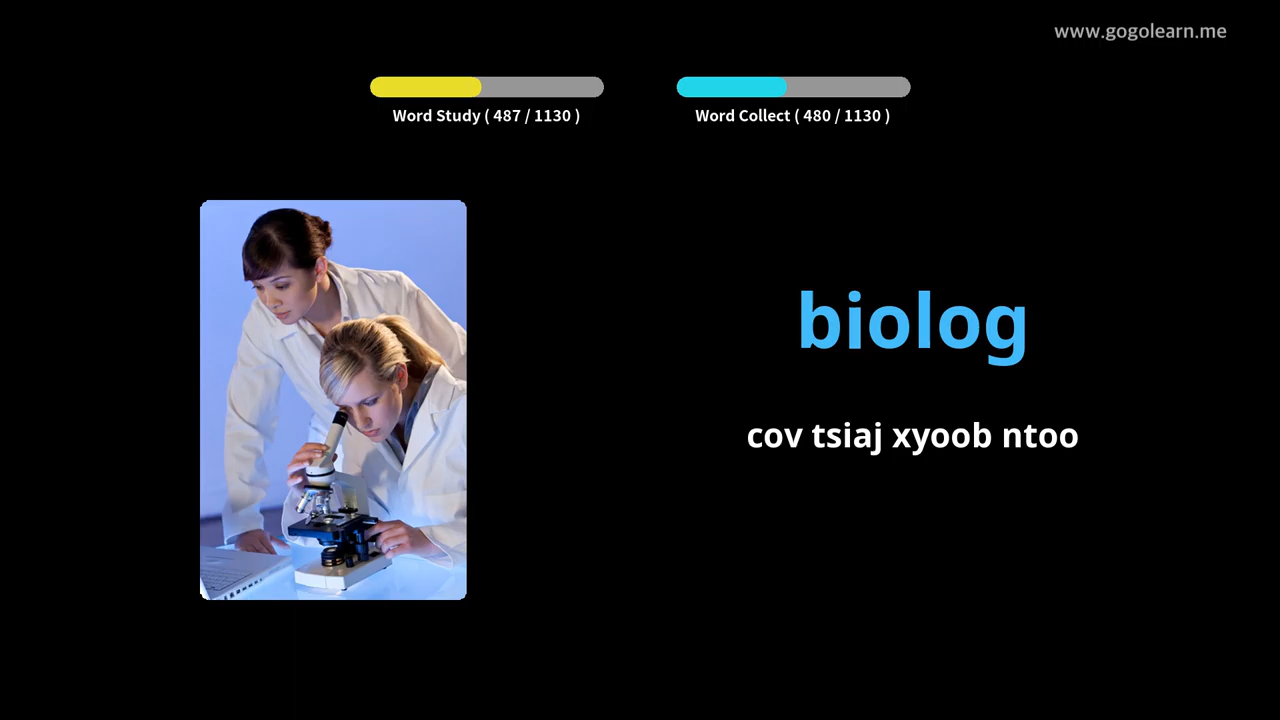 www.gogolearn.me
Word Study ( 487 / 1130 )
Word Collect ( 480 / 1130 )
biolog
cov tsiaj xyoob ntoo